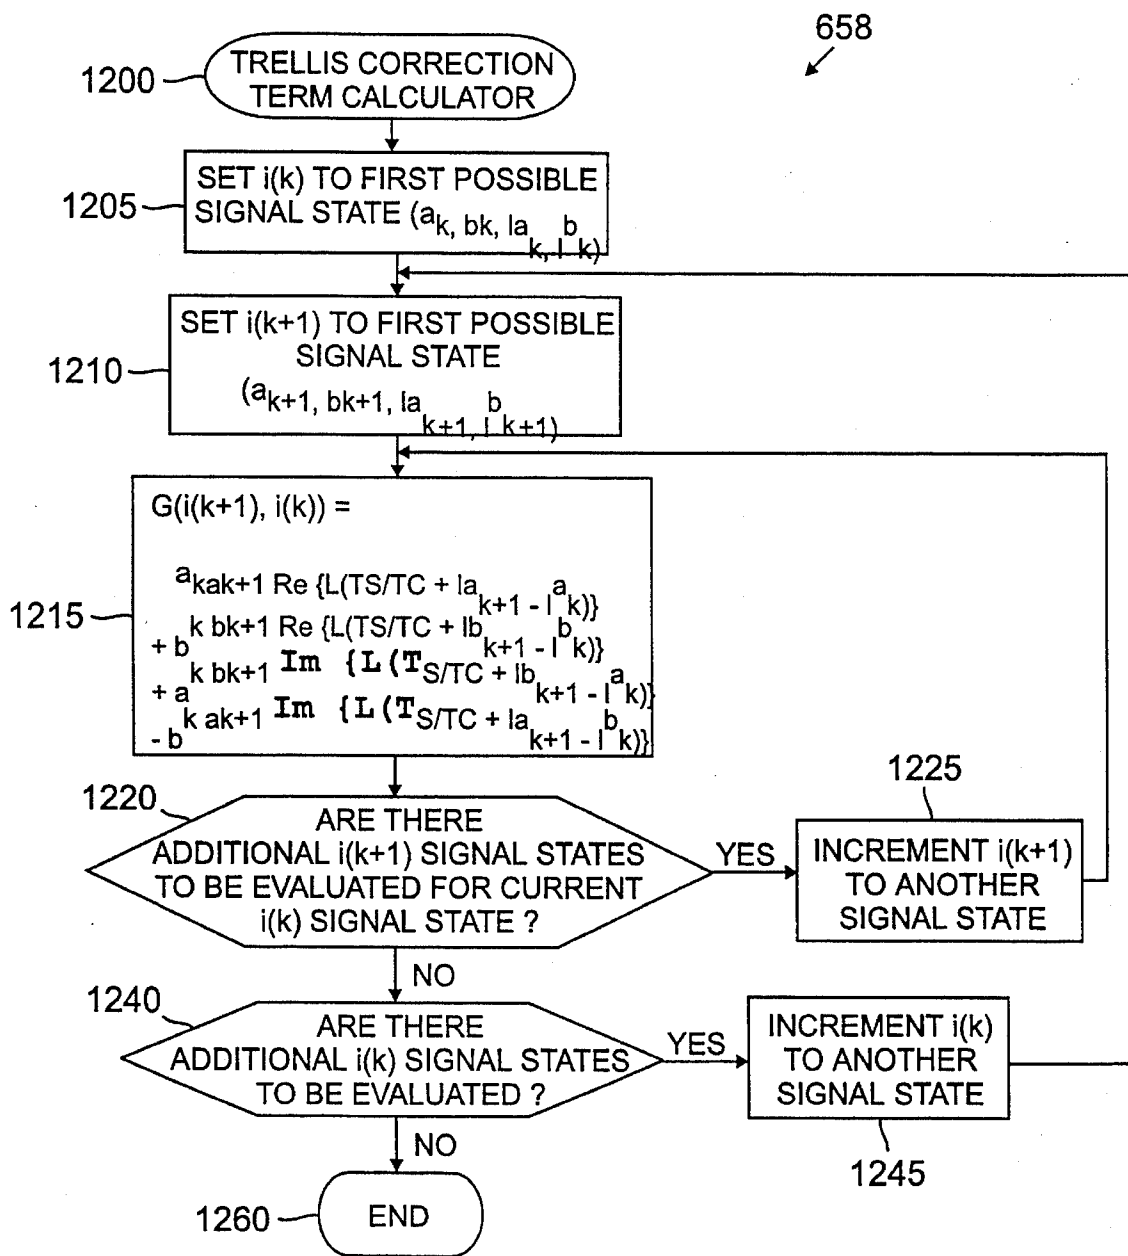 658
1200
TRELLIS CORRECTION
TERM CALCULATOR
1205
SET i(k) TO FIRST POSSIBLE
SIGNAL STATE (a k, bk, la k, l b k)
1210
SET i(k+1) TO FIRST POSSIBLE
SIGNAL STATE
(a k+1, bk+1, la k+1, l b k+1)
1215
G(i(k+1), i(k)) =
a kak+1 Re {L(TS/TC + la k+1 - l a k)}
+ b k bk+1 Re {L(TS/TC + lb k+1 - l b k)}
+ a k bk+1 Im {L(T S/TC + lb k+1 - l a k)}
- b k ak+1 Im {L(T S/TC + la k+1 - l b k)}
1220
ARE THERE
ADDITIONAL i(k+1) SIGNAL STATES
TO BE EVALUATED FOR CURRENT
i(k) SIGNAL STATE ?
YES
1225
INCREMENT i(k+1)
TO ANOTHER
SIGNAL STATE
NO
1240
ARE THERE
ADDITIONAL i(k) SIGNAL STATES
TO BE EVALUATED ?
YES
INCREMENT i(k)
TO ANOTHER
SIGNAL STATE
1245
NO
1260
END